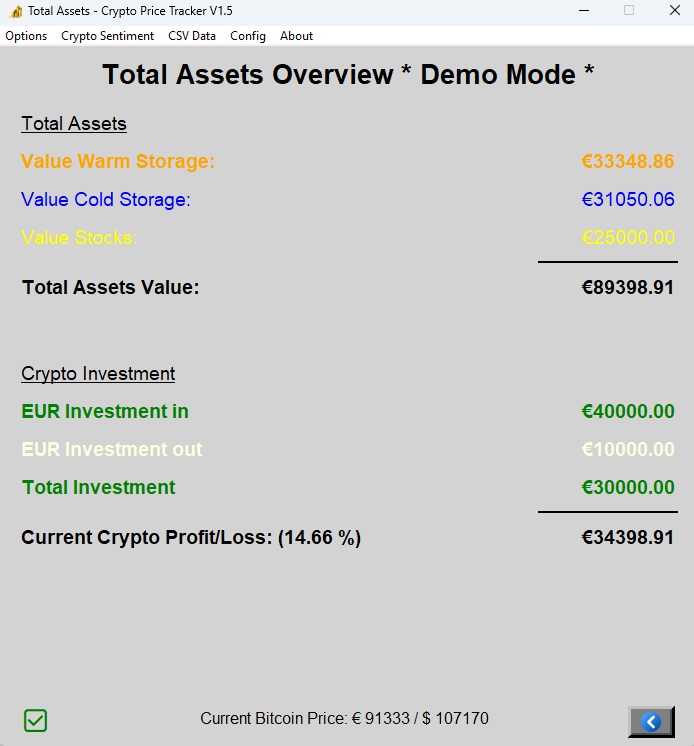 Total Assets - Crypto Price Tracker V1.5
Options Crypto Sentiment CSV Data Config About
Total Assets Overview * Demo Mode *
Total Assets
Value Warm Storage: €33348.86
Value Cold Storage: €31050.06
Value Stocks: €25000.00
Total Assets Value: €89398.91
Crypto Investment
EUR Investment in €40000.00
EUR Investment out €10000.00
Total Investment €30000.00
Current Crypto Profit/Loss: (14.66 %) €34398.91
Current Bitcoin Price: € 91333 / $ 107170